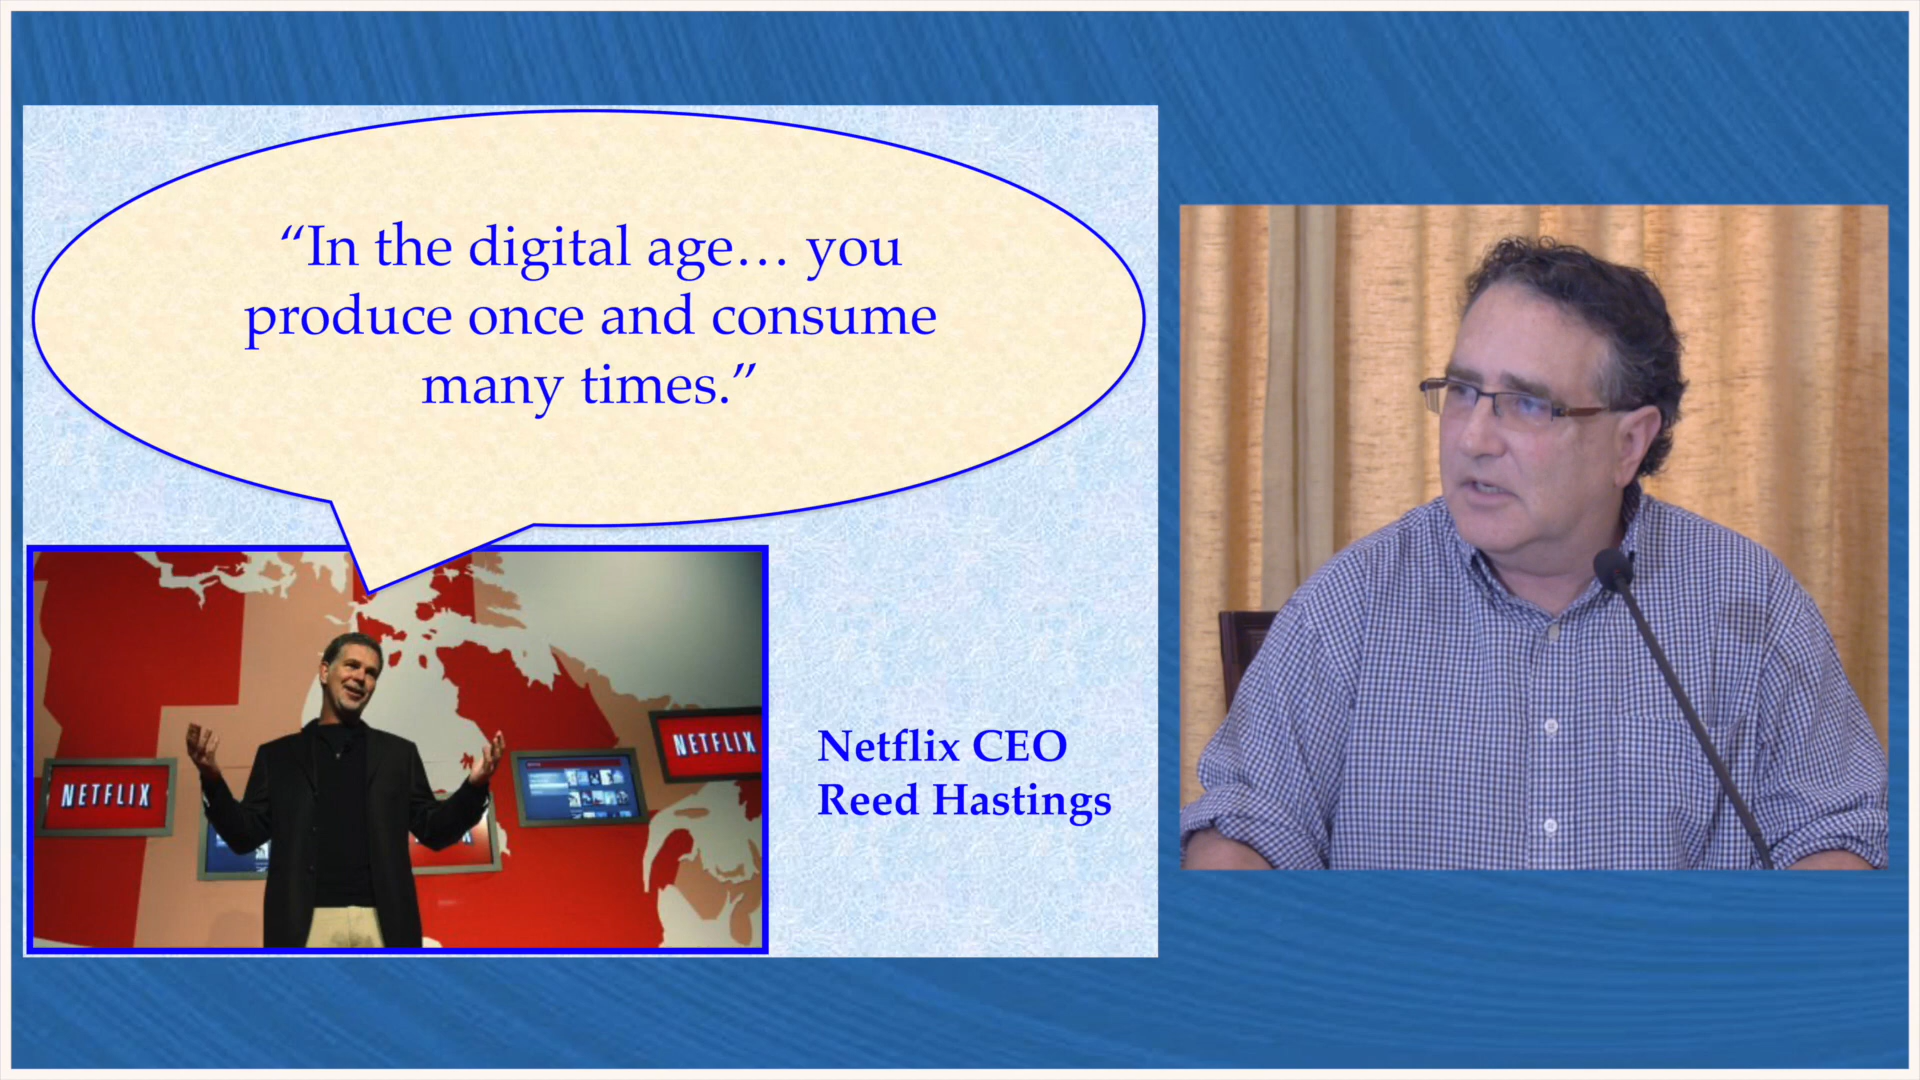 “In the digital age… you
produce once and consume
many times.”
NETFLIX
NETFLIX
Netflix CEO
Reed Hastings